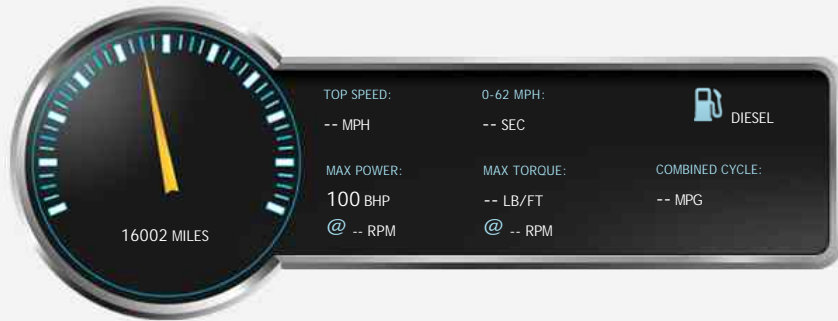 TOP SPEED:
-- MPH
0-62 MPH:
-- SEC
DIESEL
MAX POWER:
100 BHP
@ -- RPM
MAX TORQUE:
-- LB/FT
@ -- RPM
COMBINED CYCLE:
-- MPG
16002 MILES